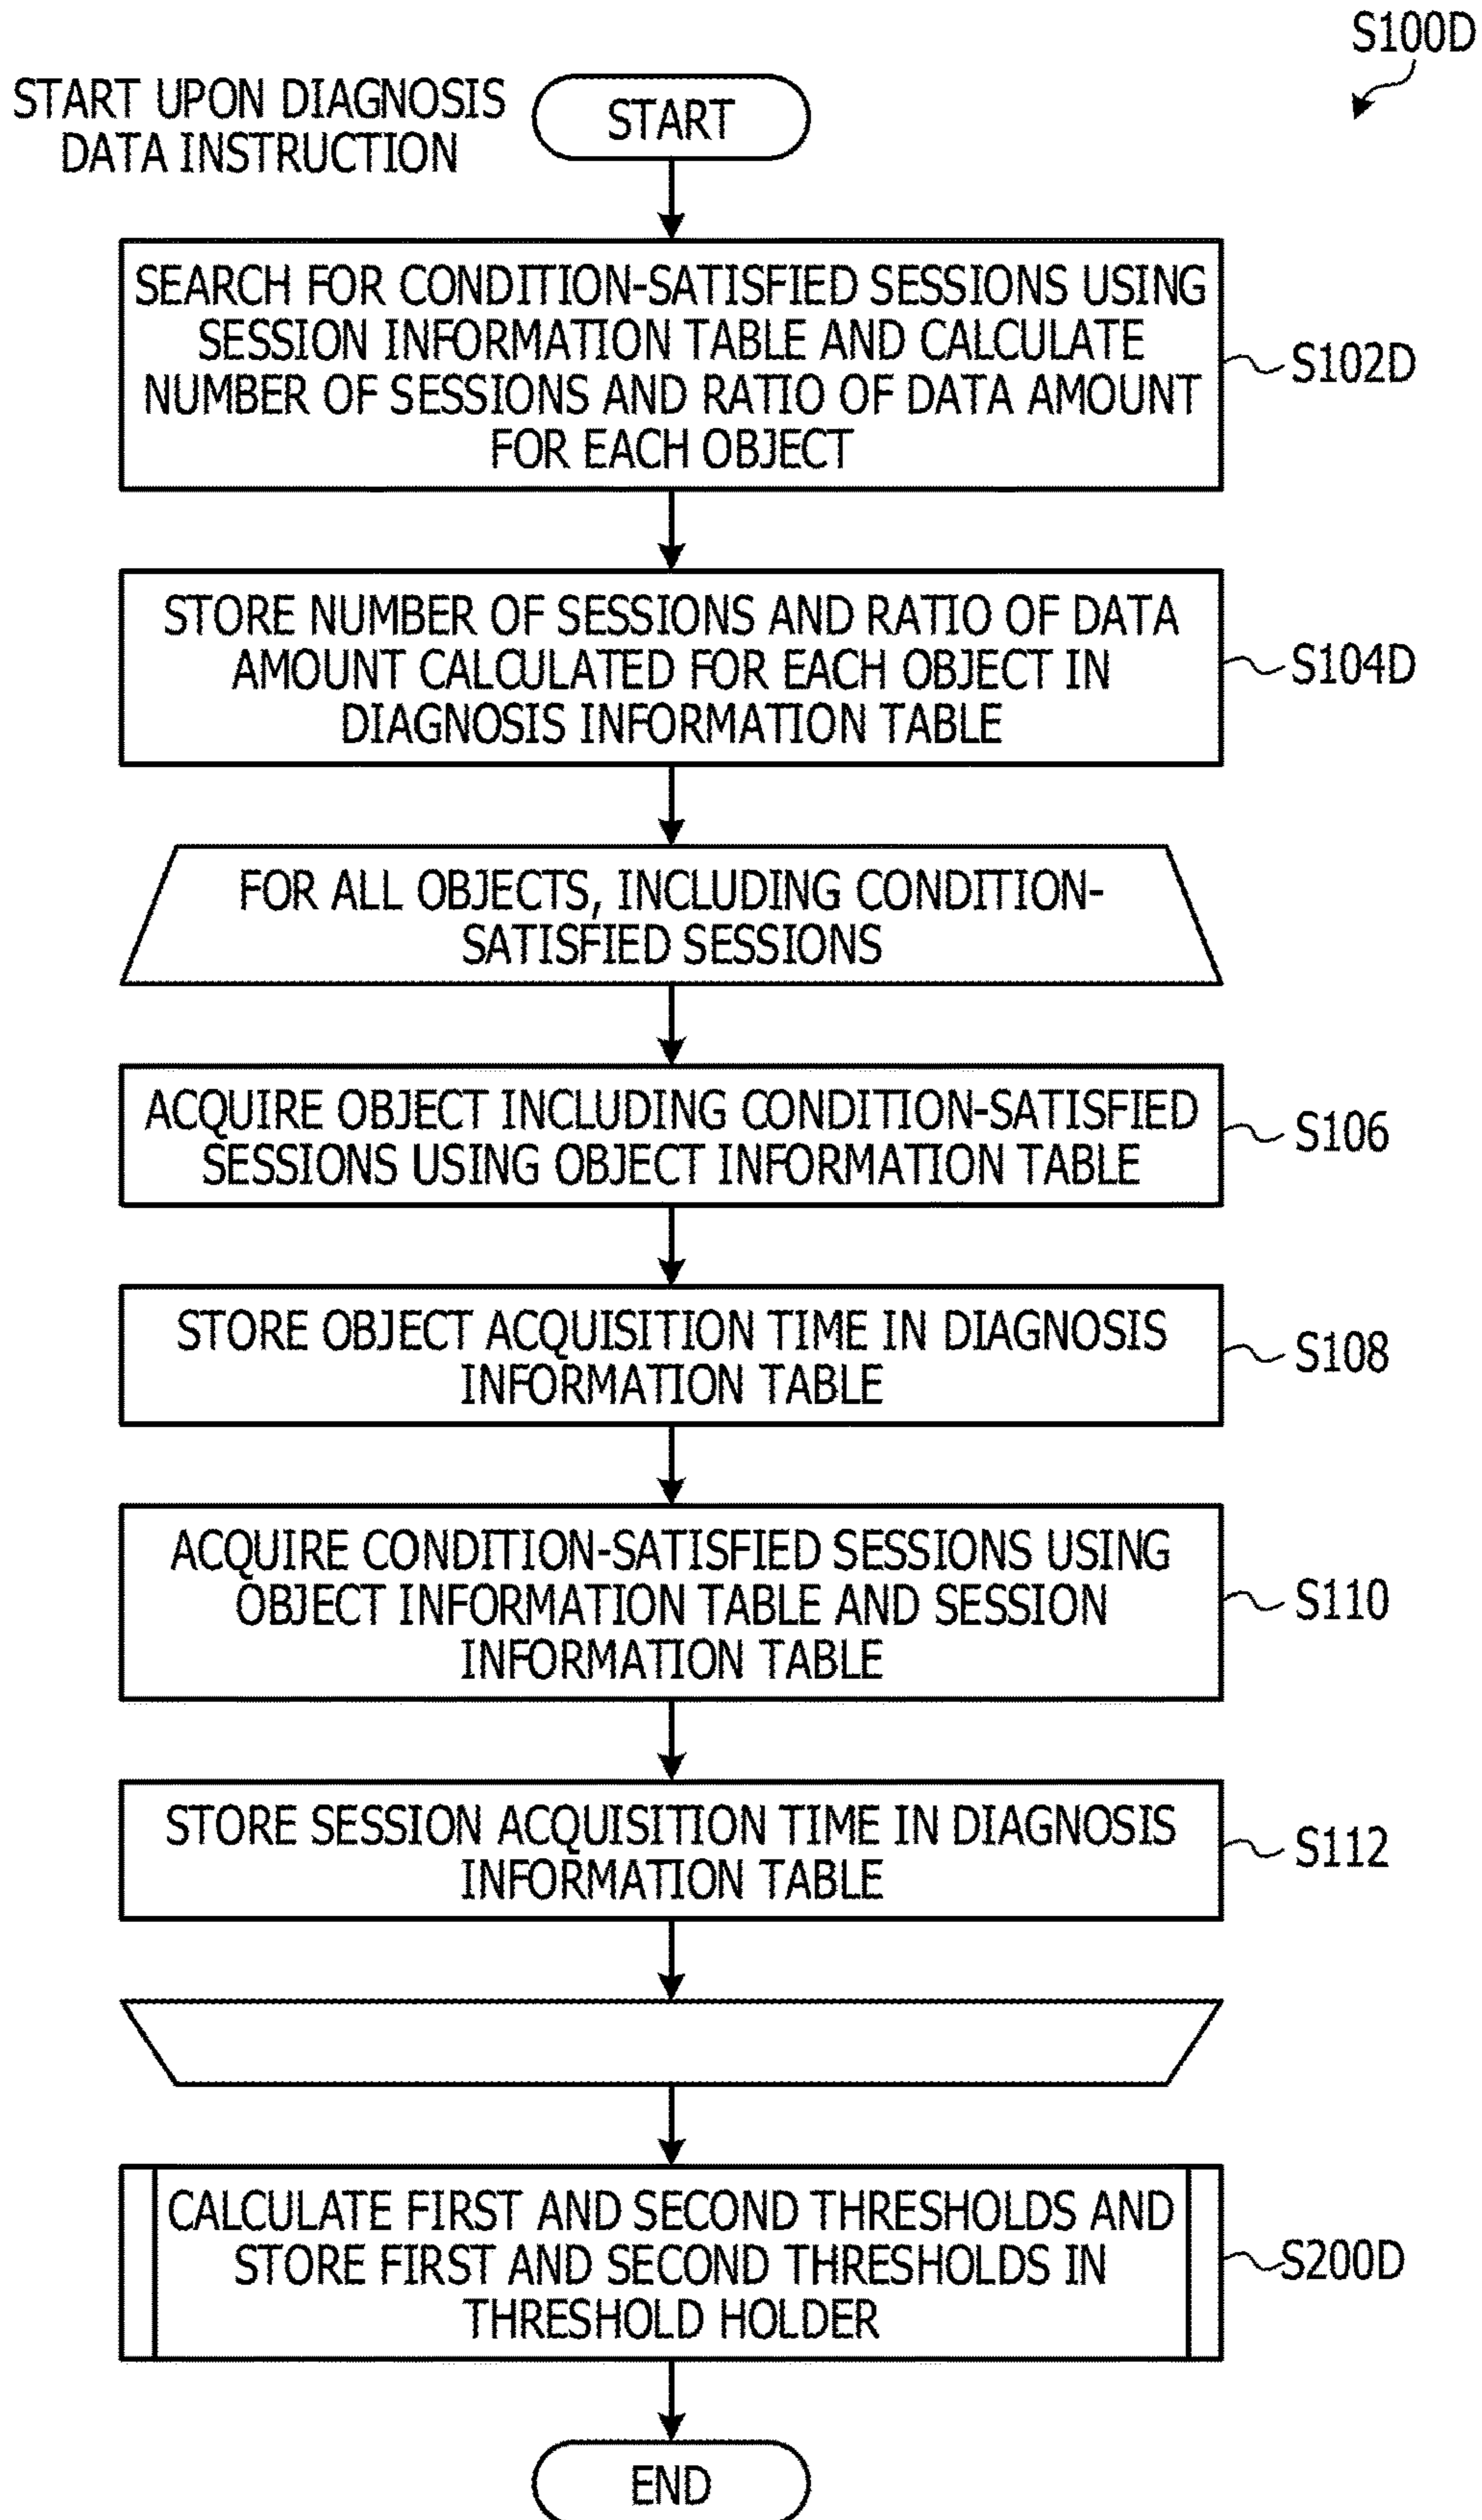 S100D
START UPON DIAGNOSIS
DATA INSTRUCTION
START
SEARCH FOR CONDITION-SATISFIED SESSIONS USING
SESSION INFORMATION TABLE AND CALCULATE
NUMBER OF SESSIONS AND RATIO OF DATA AMOUNT
FOR EACH OBJECT
S102D
STORE NUMBER OF SESSIONS AND RATIO OF DATA
AMOUNT CALCULATED FOR EACH OBJECT IN
DIAGNOSIS INFORMATION TABLE
S104D
FOR ALL OBJECTS, INCLUDING CONDITION-
SATISFIED SESSIONS
ACQUIRE OBJECT INCLUDING CONDITION-SATISFIED
SESSIONS USING OBJECT INFORMATION TABLE
S106
STORE OBJECT ACQUISITION TIME IN DIAGNOSIS
INFORMATION TABLE
S108
ACQUIRE CONDITION-SATISFIED SESSIONS USING
OBJECT INFORMATION TABLE AND SESSION
INFORMATION TABLE
S110
STORE SESSION ACQUISITION TIME IN DIAGNOSIS
INFORMATION TABLE
S112
CALCULATE FIRST AND SECOND THRESHOLDS AND
STORE FIRST AND SECOND THRESHOLDS IN
THRESHOLD HOLDER
S200D
END